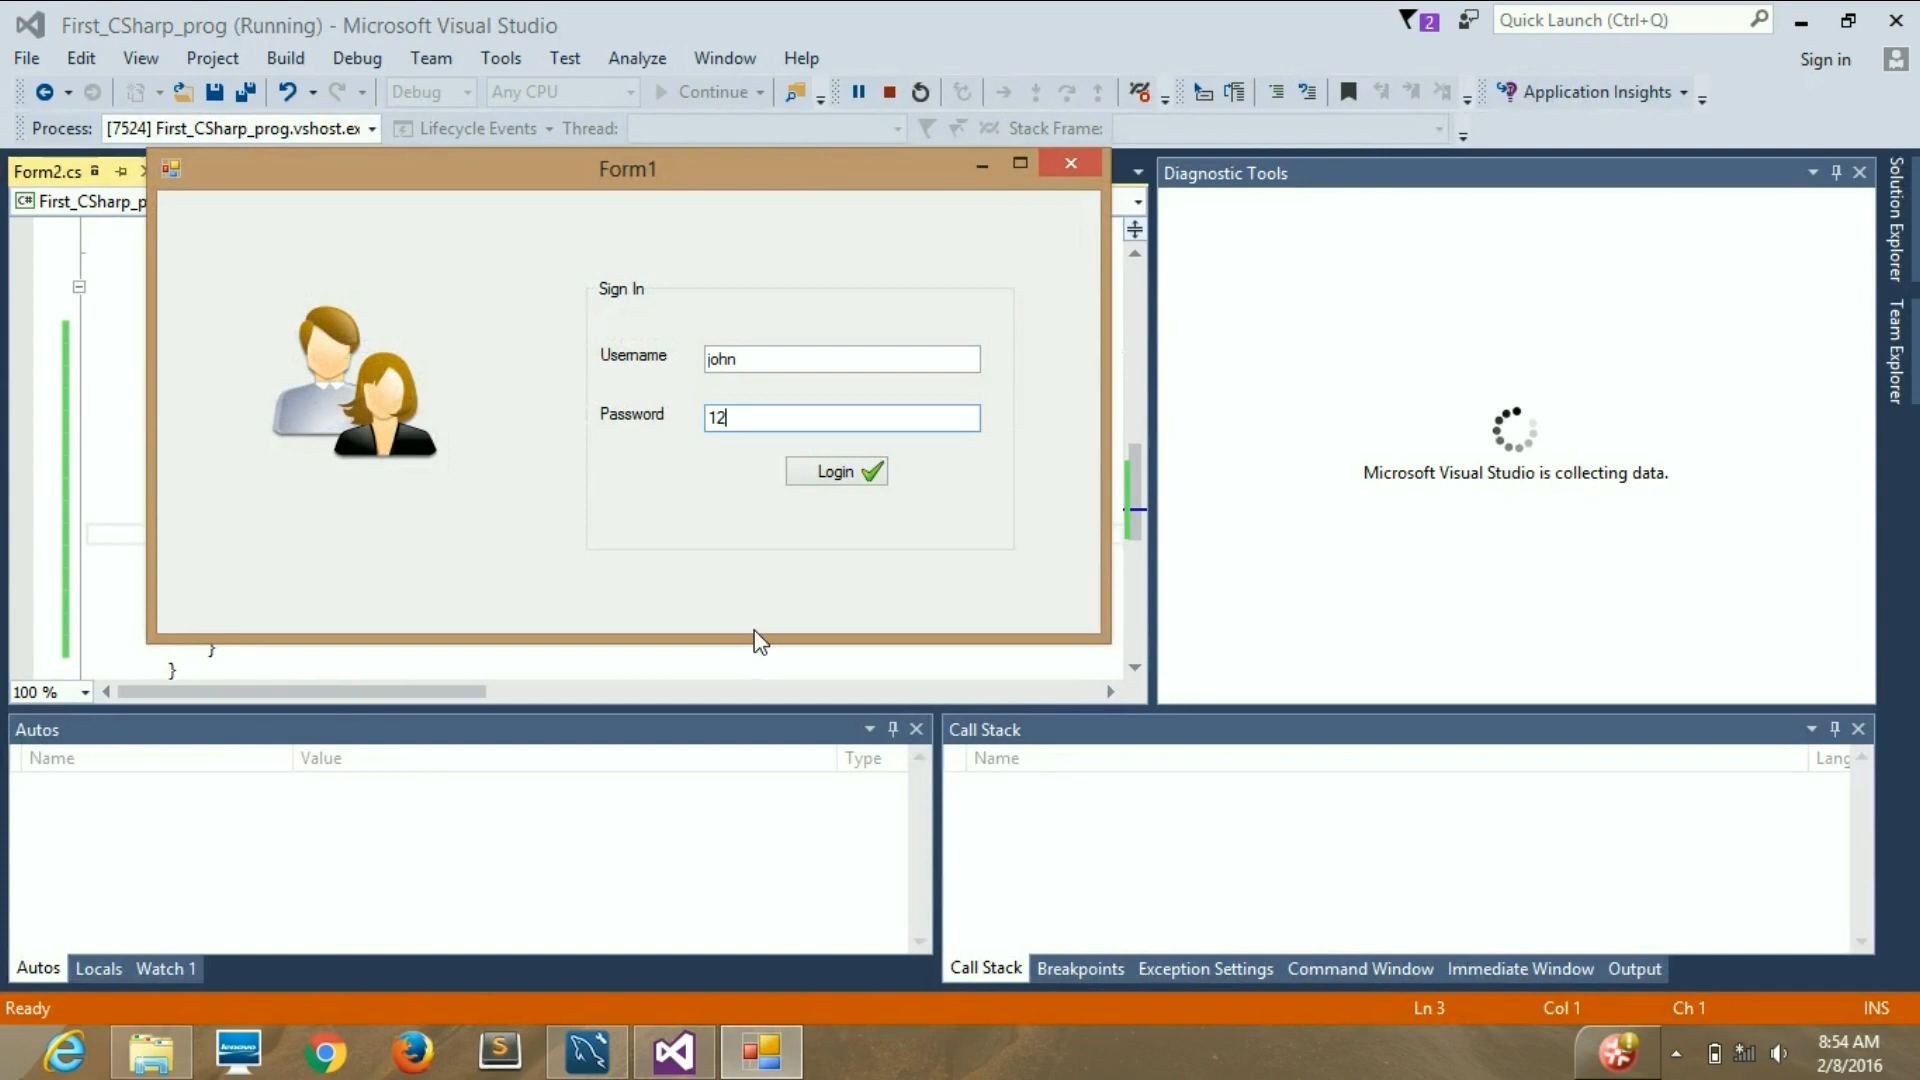 First_CSharp_prog (Running) - Microsoft Visual Studio
2
Quick Launch (Ctrl+Q)
File Edit View Project Build Debug Team Tools Test Analyze Window Help
Sign in
Debug Any CPU Continue Application Insights
Process: [7524] First_CSharp_prog.vshost.ex Lifecycle Events Thread: Stack Frame:
Form2.cs
Form1
Diagnostic Tools
C# First_CSharp_p
Solution Explorer
Team Explorer
Sign In
Username john
Password 12
Login
Microsoft Visual Studio is collecting data.
}
}
100 %
Autos
Name Value Type
Call Stack
Name Lang
Autos Locals Watch 1
Call Stack Breakpoints Exception Settings Command Window Immediate Window Output
Ready Ln 3 Col 1 Ch 1 INS
lenovo
S
8:54 AM
2/8/2016